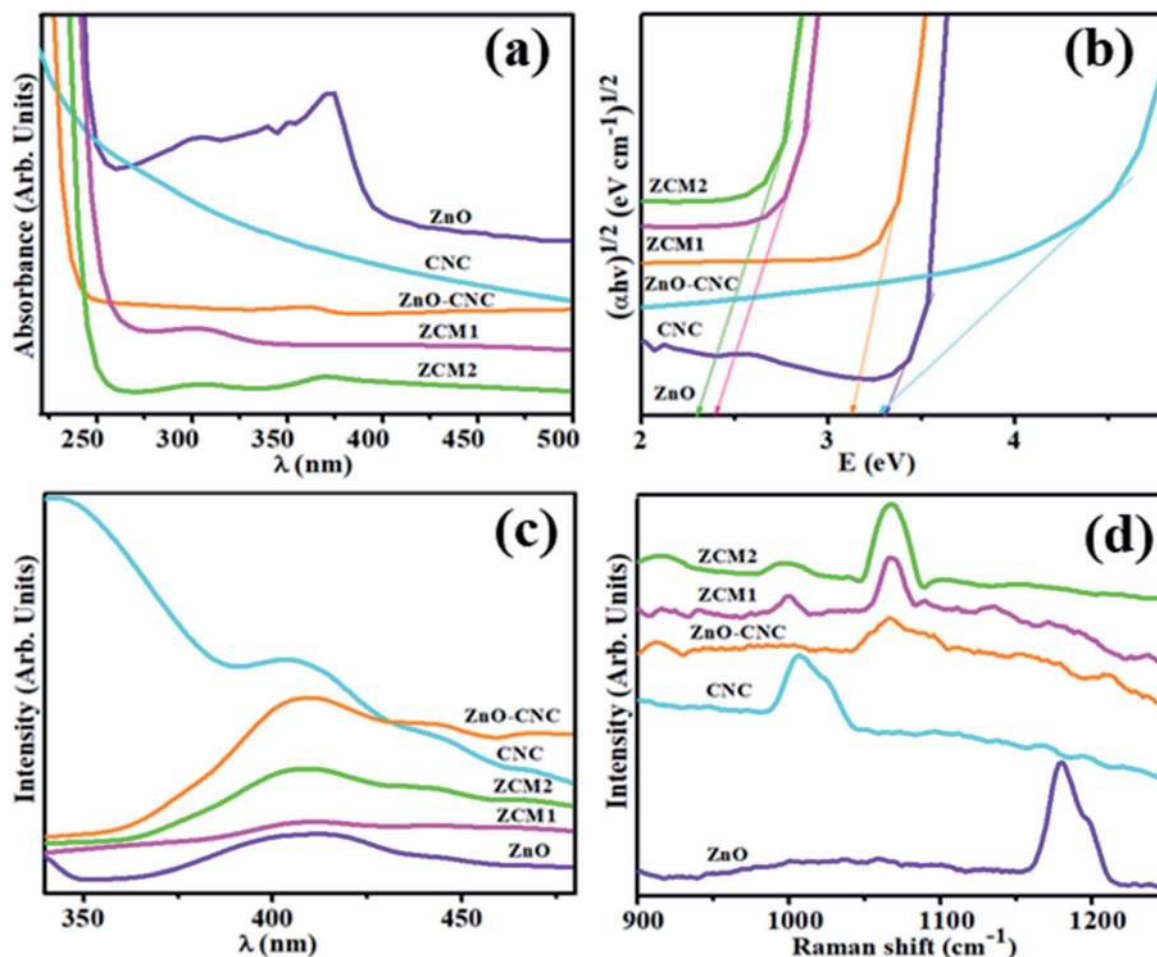 (a)
Absorbance (Arb. Units)
ZnO
CNC
ZnO-CNC
ZCM1
ZCM2
250 300 350 400 450 500
λ (nm)
(b)
(αhν)1/2 (eV cm-1)1/2
ZCM2
ZCM1
ZnO-CNC
CNC
ZnO
2 3 4
E (eV)
(c)
Intensity (Arb. Units)
ZnO-CNC
CNC
ZCM2
ZCM1
ZnO
350 400 450
λ (nm)
(d)
Intensity (Arb. Units)
ZCM2
ZCM1
ZnO-CNC
CNC
ZnO
900 1000 1100 1200
Raman shift (cm-1)